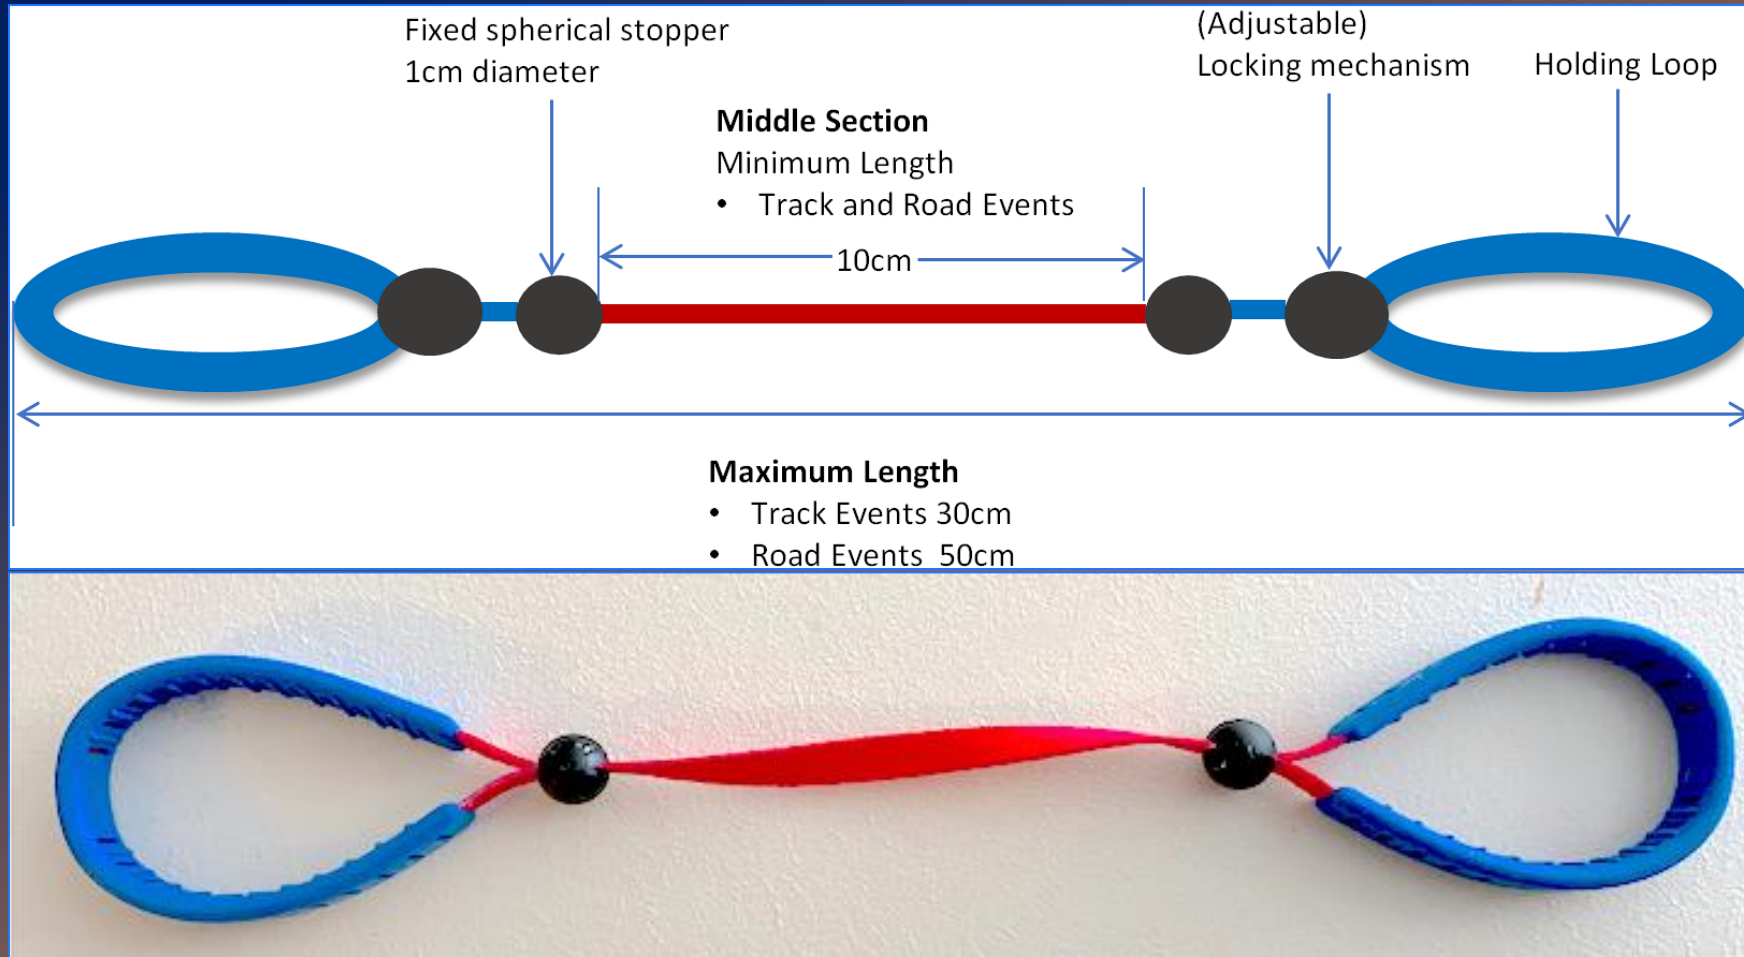 Fixed spherical stopper
1cm diameter
(Adjustable)
Locking mechanism
Holding Loop
Middle Section
Minimum Length
• Track and Road Events
10cm
Maximum Length
• Track Events 30cm
• Road Events 50cm